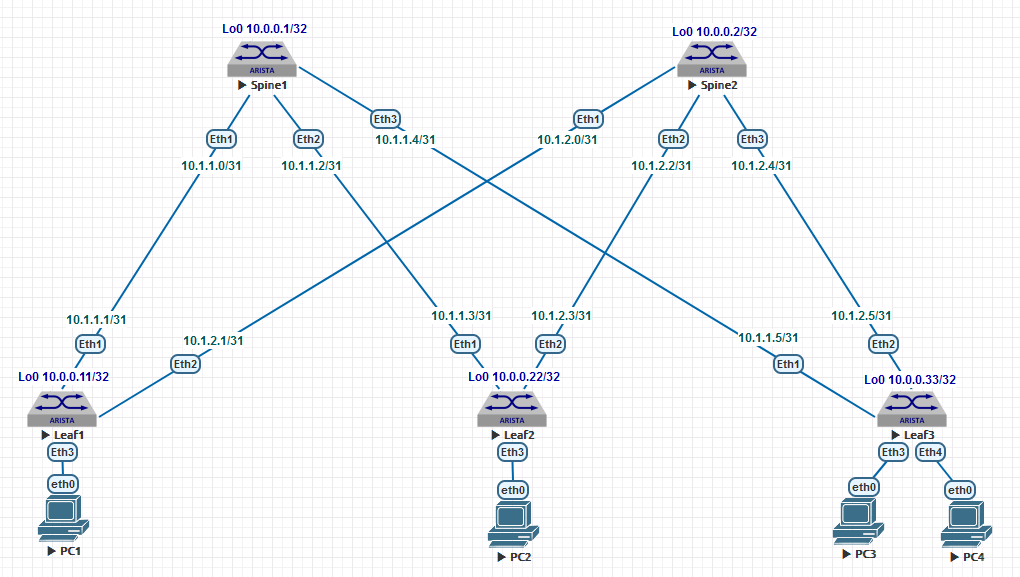 Lo0 10.0.0.1/32
Lo0 10.0.0.2/32
ARISTA
ARISTA
Spine1
Spine2
Eth3
Eth1
Eth1
Eth2
10.1.1.4/31
10.1.2.0/31
Eth2
Eth3
10.1.1.0/31
10.1.1.2/31
10.1.2.2/31
10.1.2.4/31
10.1.1.1/31
10.1.1.3/31
10.1.2.3/31
10.1.2.5/31
10.1.2.1/31
10.1.1.5/31
Eth1
Eth1
Eth2
Eth2
Eth2
Eth1
Lo0 10.0.0.11/32
Lo0 10.0.0.22/32
Lo0 10.0.0.33/32
ARISTA
ARISTA
ARISTA
Leaf1
Leaf2
Leaf3
Eth3
Eth3
Eth3
Eth4
eth0
eth0
eth0
eth0
PC1
PC2
PC3
PC4